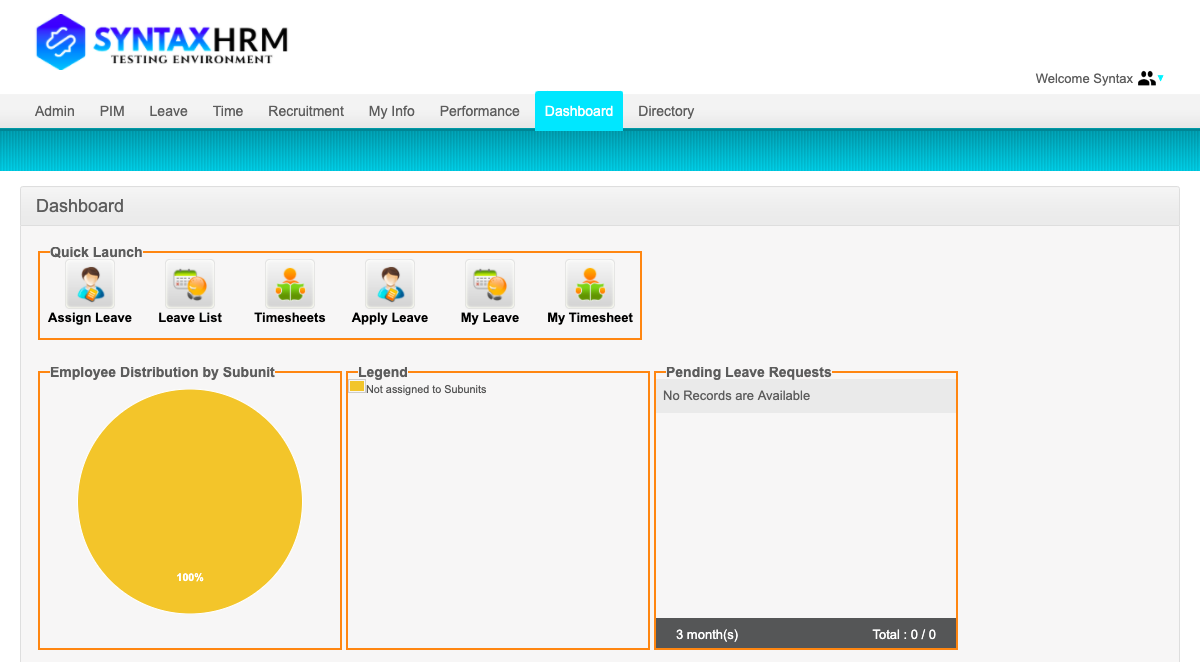 SYNTAXHRM
TESTING ENVIRONMENT
Welcome Syntax
Admin PIM Leave Time Recruitment My Info Performance Dashboard Directory
Dashboard
Quick Launch
Assign Leave Leave List Timesheets Apply Leave My Leave My Timesheet
Employee Distribution by Subunit
100%
Legend
Not assigned to Subunits
Pending Leave Requests
No Records are Available
3 month(s) Total : 0 / 0